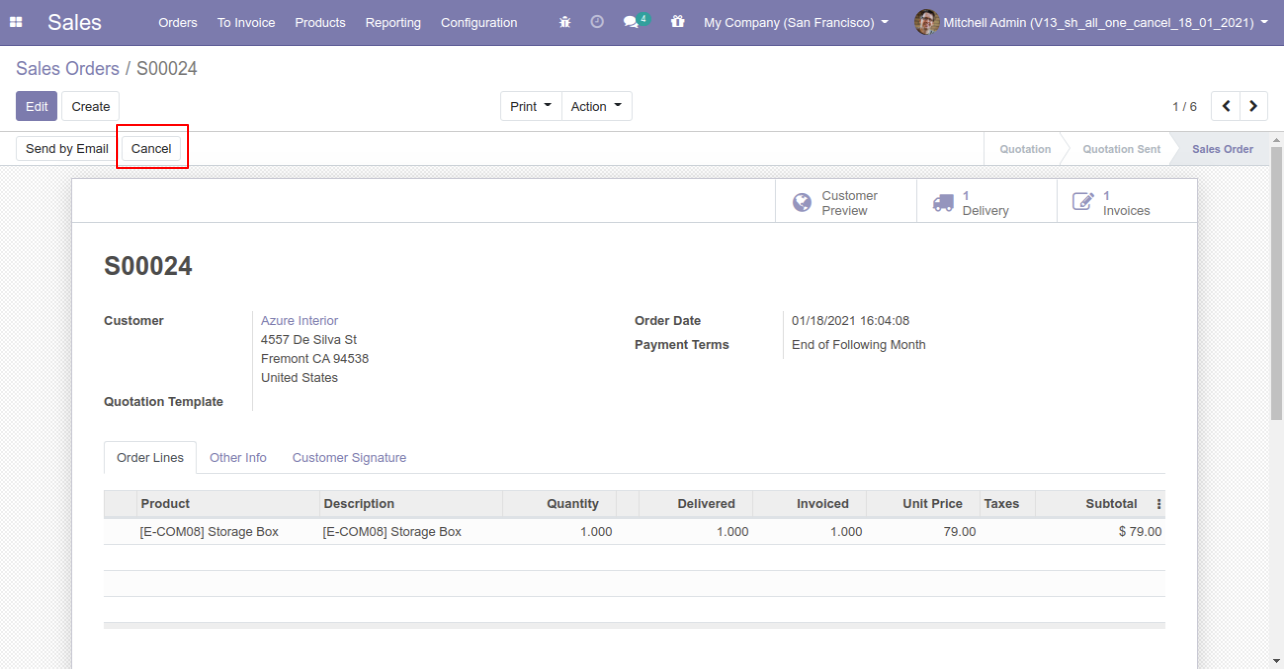 Sales Orders To Invoice Products Reporting Configuration 4 My Company (San Francisco) Mitchell Admin (V13_sh_all_one_cancel_18_01_2021)
Sales Orders / S00024
Edit Create Print Action 1 / 6
Send by Email Cancel Quotation Quotation Sent Sales Order
Customer Preview
1 Delivery
1 Invoices
S00024
Customer Azure Interior
4557 De Silva St
Fremont CA 94538
United States
Quotation Template
Order Date 01/18/2021 16:04:08
Payment Terms End of Following Month
Order Lines Other Info Customer Signature
Product Description Quantity Delivered Invoiced Unit Price Taxes Subtotal
[E-COM08] Storage Box [E-COM08] Storage Box 1.000 1.000 1.000 79.00 $ 79.00